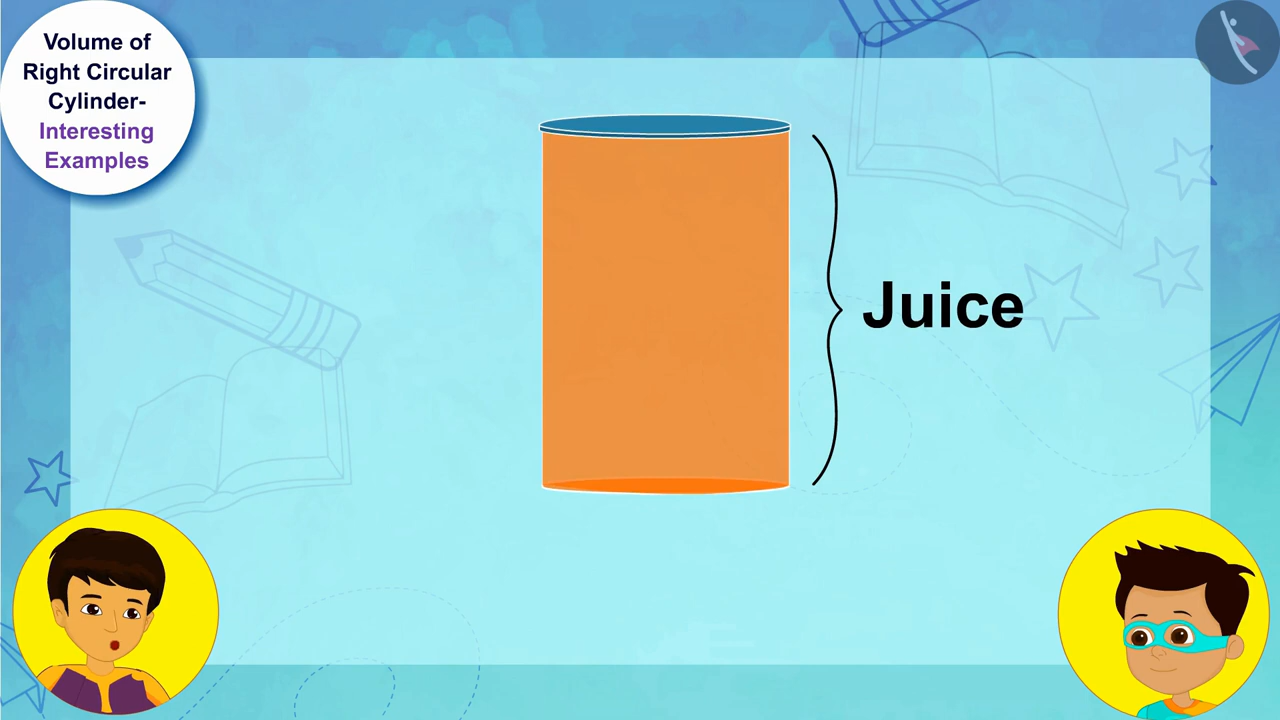 Volume of
Right Circular
Cylinder-
Interesting
Examples
Juice